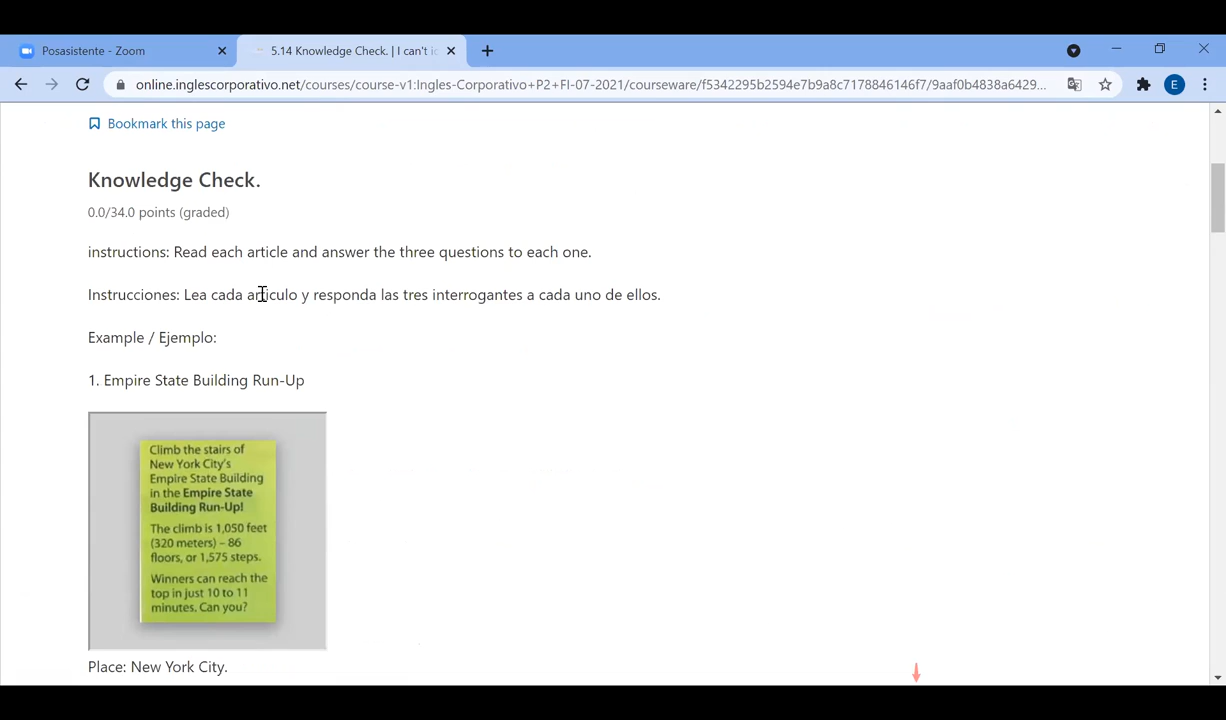 Posasistente - Zoom
5.14 Knowledge Check. | I can't i
online.inglescorporativo.net/courses/course-v1:Ingles-Corporativo+P2+FI-07-2021/courseware/f5342295b2594e7b9a8c7178846146f7/9aaf0b4838a6429...
E
Bookmark this page
Knowledge Check.
0.0/34.0 points (graded)
instructions: Read each article and answer the three questions to each one.
Instrucciones: Lea cada articulo y responda las tres interrogantes a cada uno de ellos.
Example / Ejemplo:
1. Empire State Building Run-Up
Climb the stairs of
New York City's
Empire State Building
in the Empire State
Building Run-Up!
The climb is 1,050 feet
(320 meters) – 86
floors, or 1,575 steps.
Winners can reach the
top in just 10 to 11
minutes. Can you?
Place: New York City.